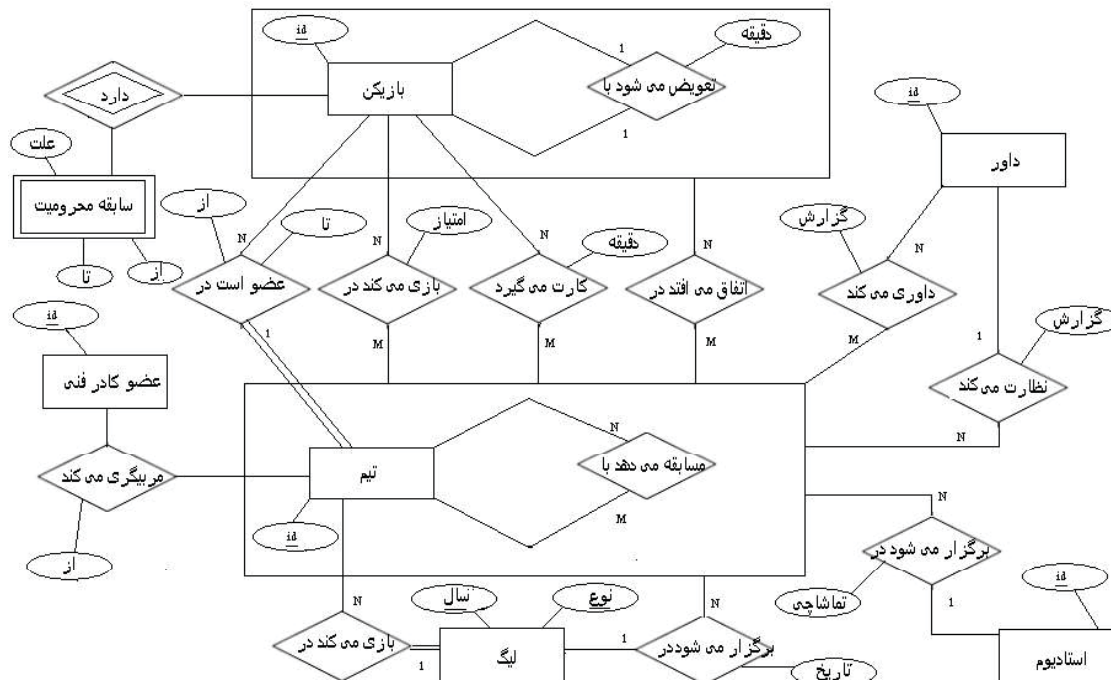 id
دقیقه
1
تعویض می شود با
1
بازیکن
دارد
علت
سابقه محرومیت
تا
از
id
داور
از
تا
امتیاز
دقیقه
گزارش
N
N
N
N
N
عضو است در
بازی می کند در
کارت می گیرد
اتفاق می افتد در
داوری می کند
1
M
M
M
M
1
گزارش
نظارت می کند
N
id
عضو کادر فنی
مربیگری می کند
از
تیم
id
N
مسابقه می دهد با
M
N
برگزار می شود در
تماشاچی
1
id
استادیوم
N
بازی می کند در
1
سال
نوع
لیگ
1
N
برگزار می شوددر
تاریخ